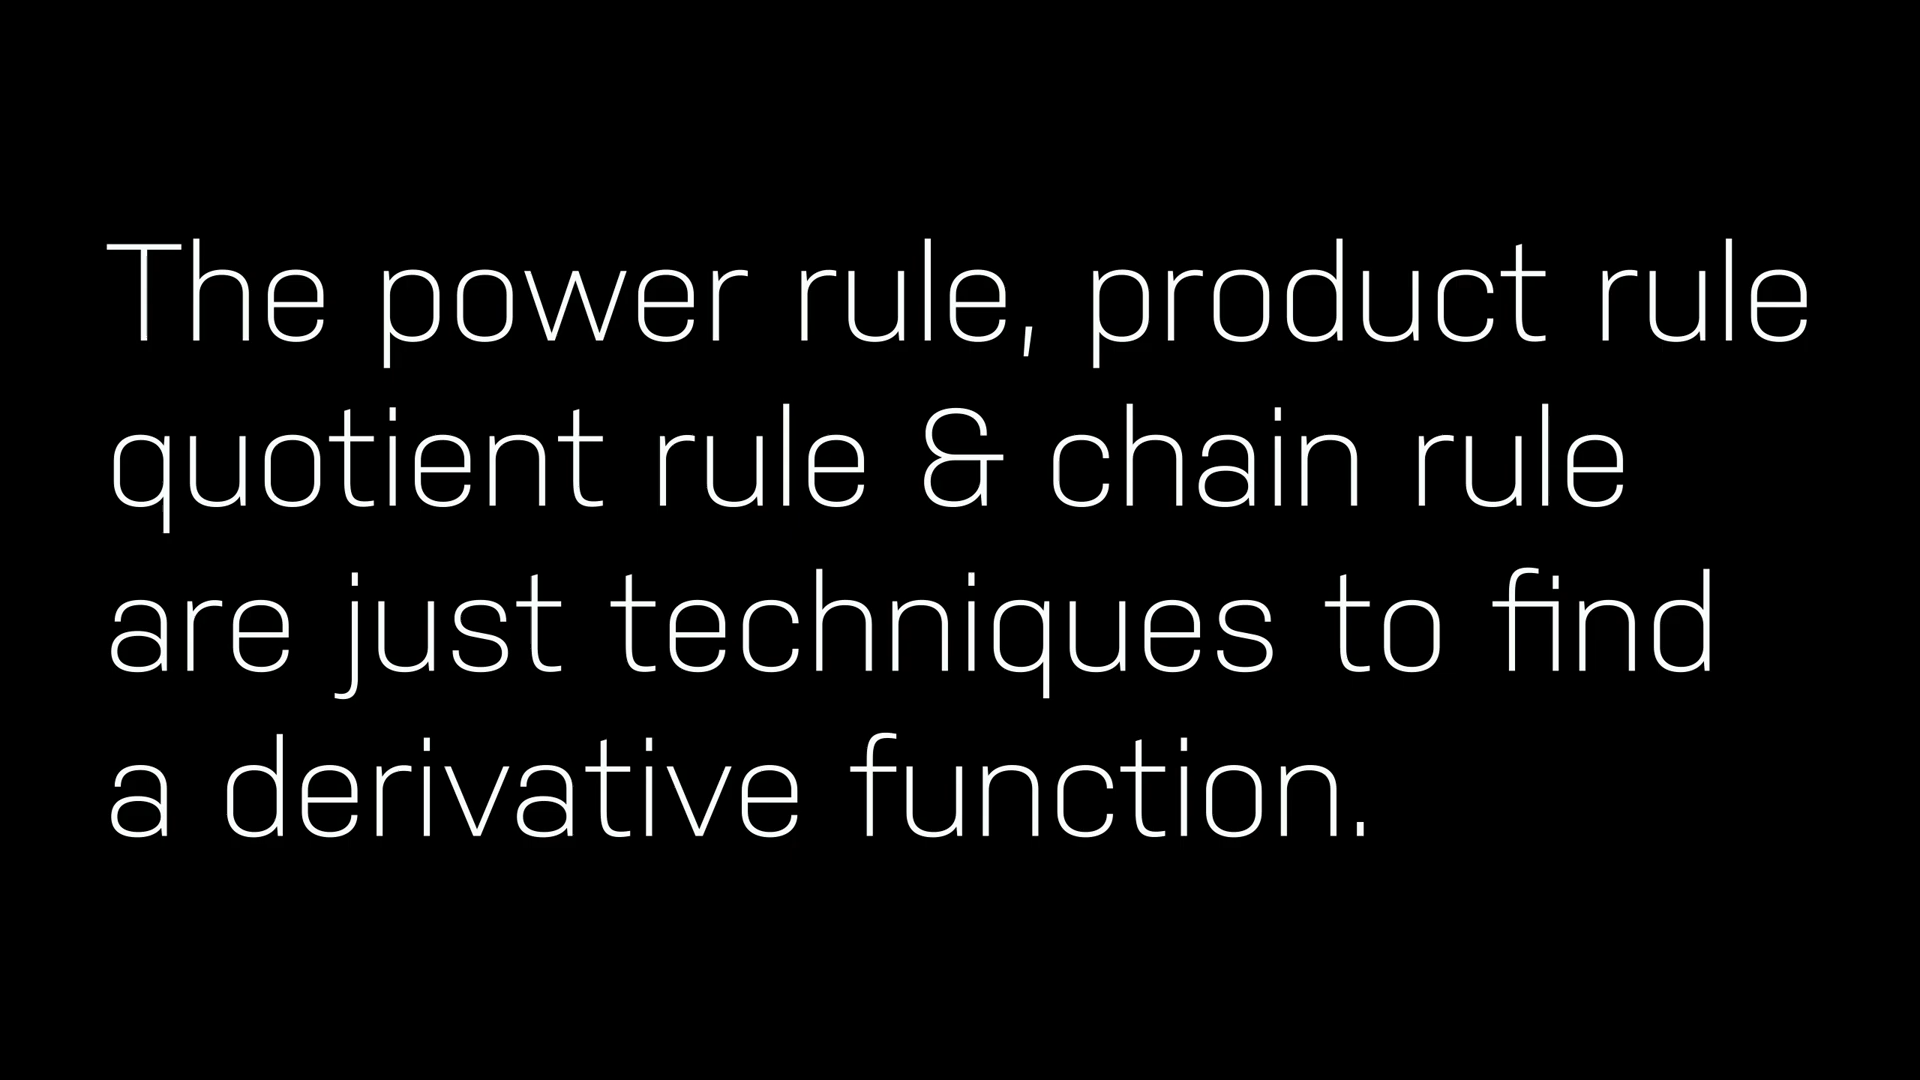 The power rule, product rule
quotient rule & chain rule
are just techniques to find
a derivative function.